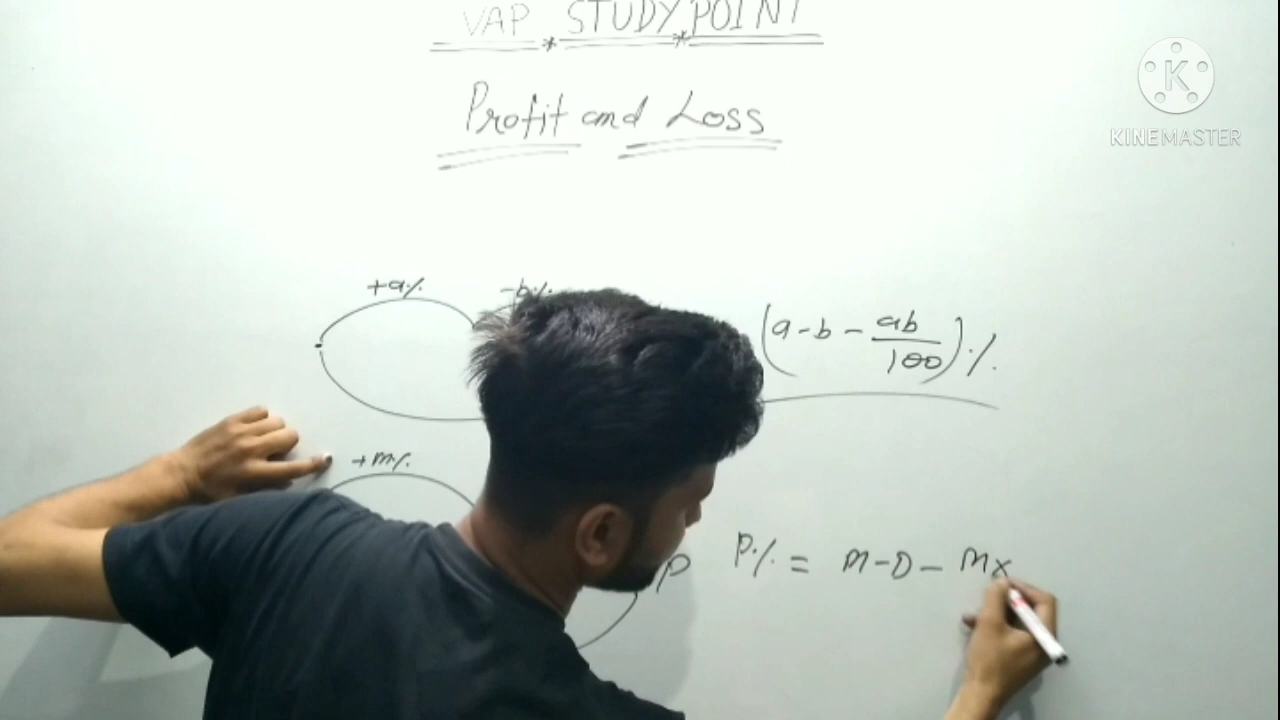 VAP STUDY POINT
Profit and Loss
+a% -b%
(a-b-ab/100)%
+m%
P
P% = M-D-Mx
K
KINEMASTER